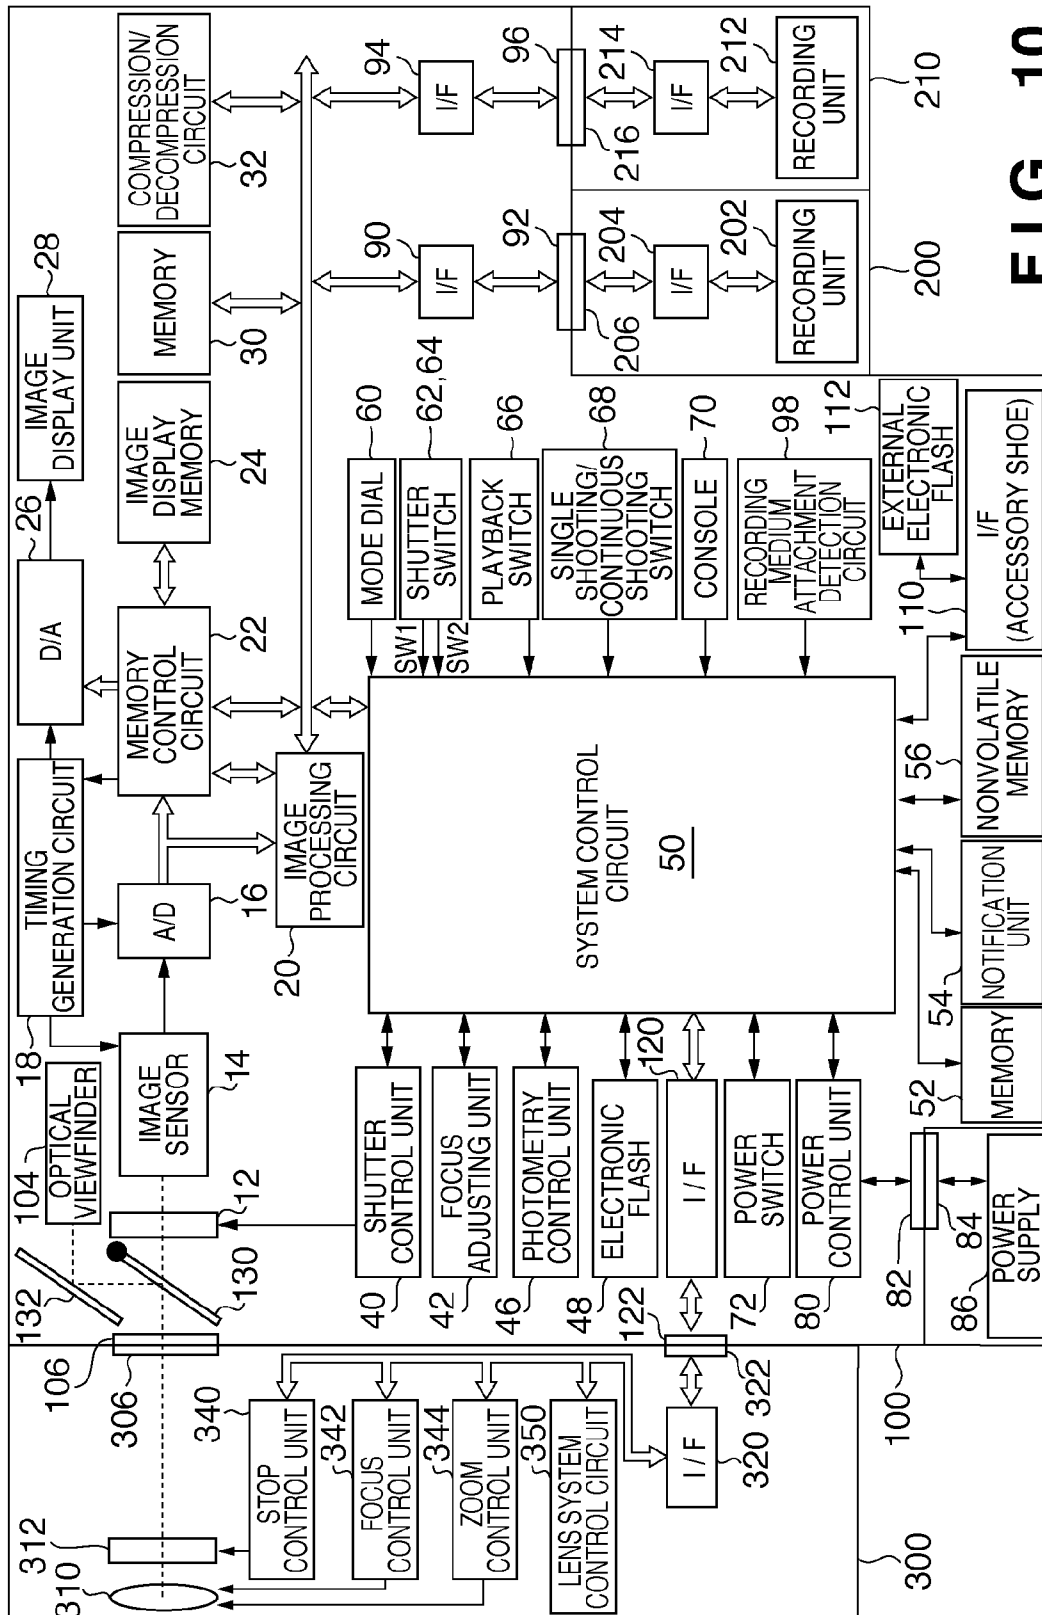 FIG. 10
310
312
306
106
132
130
104
OPTICAL
VIEWFINDER
12
IMAGE
SENSOR
14
18
TIMING
GENERATION CIRCUIT
A/D
16
D/A
26
IMAGE
DISPLAY UNIT
28
MEMORY
CONTROL
CIRCUIT
22
IMAGE
DISPLAY
MEMORY
24
MEMORY
30
COMPRESSION/
DECOMPRESSION
CIRCUIT
32
20
IMAGE
PROCESSING
CIRCUIT
340
STOP
CONTROL UNIT
342
FOCUS
CONTROL UNIT
344
ZOOM
CONTROL UNIT
350
LENS SYSTEM
CONTROL CIRCUIT
I/F
320
322
122
300
100
40
SHUTTER
CONTROL UNIT
42
FOCUS
ADJUSTING UNIT
46
PHOTOMETRY
CONTROL UNIT
48
ELECTRONIC
FLASH
120
I/F
72
POWER
SWITCH
80
POWER
CONTROL UNIT
82
84
86
POWER
SUPPLY
SYSTEM CONTROL
CIRCUIT
50
52
MEMORY
54
NOTIFICATION
UNIT
56
NONVOLATILE
MEMORY
110
I/F
(ACCESSORY SHOE)
112
EXTERNAL
ELECTRONIC
FLASH
MODE DIAL
60
SW1
SW2
SHUTTER
SWITCH
62,64
PLAYBACK
SWITCH
66
SINGLE
SHOOTING/
CONTINUOUS
SHOOTING
SWITCH
68
CONSOLE
70
RECORDING
MEDIUM
ATTACHMENT
DETECTION
CIRCUIT
98
90
I/F
92
206
204
I/F
202
RECORDING
UNIT
200
94
I/F
96
216
214
I/F
212
RECORDING
UNIT
210